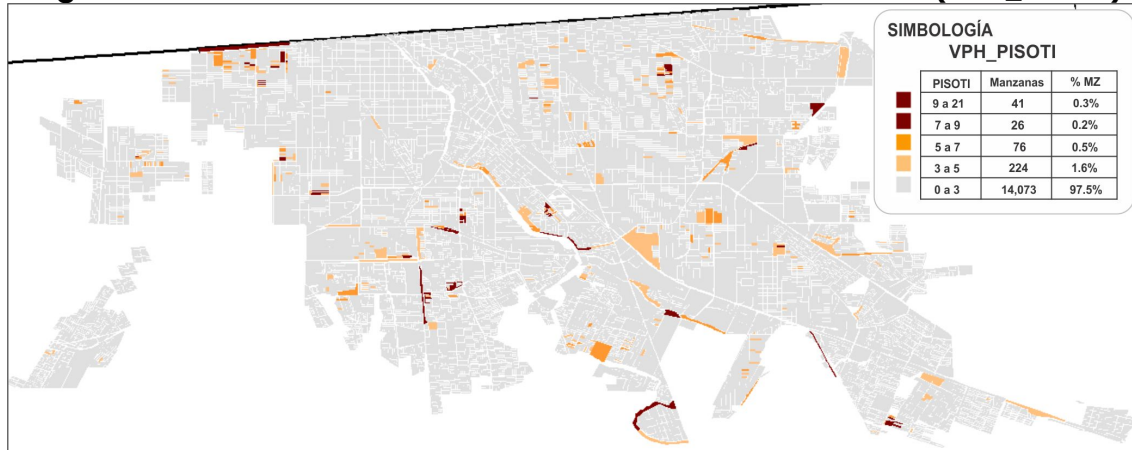 SIMBOLOGÍA
VPH_PISOTI
PISOTI Manzanas % MZ
9 a 21 41 0.3%
7 a 9 26 0.2%
5 a 7 76 0.5%
3 a 5 224 1.6%
0 a 3 14,073 97.5%